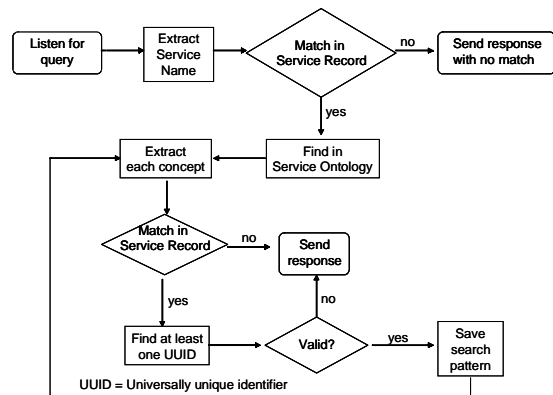 Listen for
query
Extract
Service
Name
Match in
Service Record
no
Send response
with no match
yes
Extract
each concept
Find in
Service Ontology
Match in
Service Record
no
Send
response
yes
no
Find at least
one UUID
Valid?
yes
Save
search
pattern
UUID = Universally unique identifier